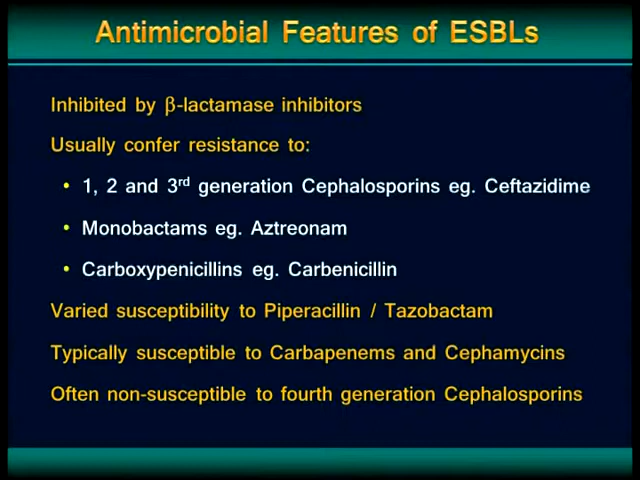 Antimicrobial Features of ESBLs
Inhibited by β-lactamase inhibitors
Usually confer resistance to:
• 1, 2 and 3rd generation Cephalosporins eg. Ceftazidime
• Monobactams eg. Aztreonam
• Carboxypenicillins eg. Carbenicillin
Varied susceptibility to Piperacillin / Tazobactam
Typically susceptible to Carbapenems and Cephamycins
Often non-susceptible to fourth generation Cephalosporins